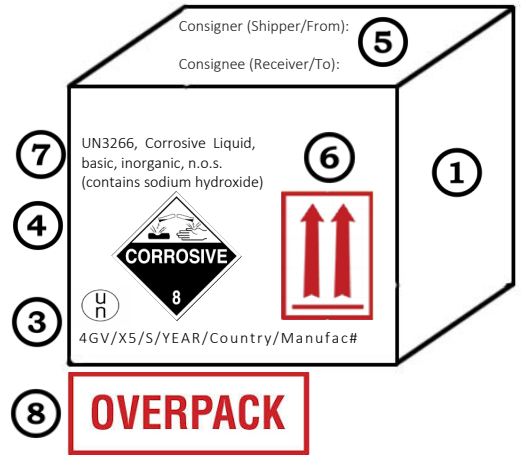 Consigner (Shipper/From):
5
Consignee (Receiver/To):
7
UN3266, Corrosive Liquid,
basic, inorganic, n.o.s.
(contains sodium hydroxide)
6
1
4
CORROSIVE
8
3
u
n
4GV/X5/S/YEAR/Country/Manufac#
8
OVERPACK